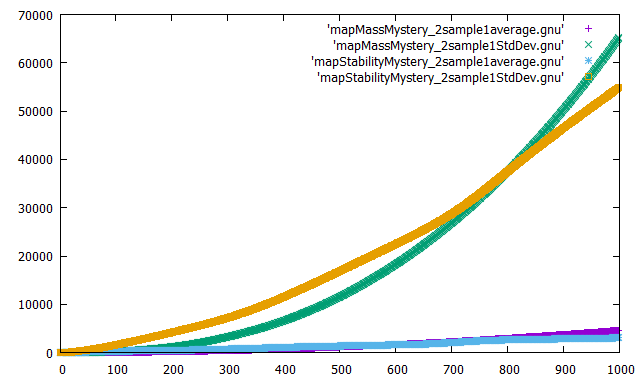 70000
60000
50000
40000
30000
20000
10000
0
'mapMassMystery_2sample1average.gnu'
'mapMassMystery_2sample1StdDev.gnu'
'mapStabilityMystery_2sample1average.gnu'
'mapStabilityMystery_2sample1StdDev.gnu'
0 100 200 300 400 500 600 700 800 900 1000